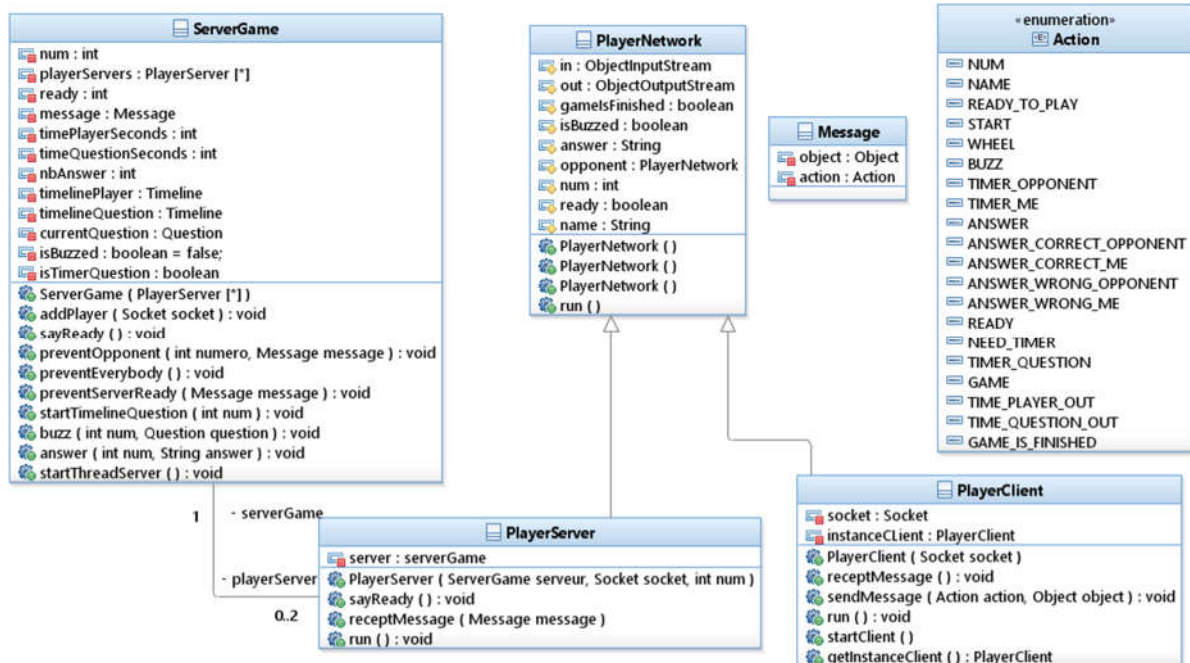 ServerGame
num : int
playerServers : PlayerServer [*]
ready : int
message : Message
timePlayerSeconds : int
timeQuestionSeconds : int
nbAnswer : int
timelinePlayer : Timeline
timelineQuestion : Timeline
currentQuestion : Question
isBuzzed : boolean = false;
isTimerQuestion : boolean
ServerGame ( PlayerServer [*] )
addPlayer ( Socket socket ) : void
sayReady ( ) : void
preventOpponent ( int numero, Message message ) : void
preventEverybody ( ) : void
preventServerReady ( Message message ) : void
startTimelineQuestion ( int num ) : void
buzz ( int num, Question question ) : void
answer ( int num, String answer ) : void
startThreadServer ( ) : void
PlayerNetwork
in : ObjectInputStream
out : ObjectOutputStream
gameIsFinished : boolean
isBuzzed : boolean
answer : String
opponent : PlayerNetwork
num : int
ready : boolean
name : String
PlayerNetwork ( )
PlayerNetwork ( )
PlayerNetwork ( )
run ( )
Message
object : Object
action : Action
«enumeration»
Action
NUM
NAME
READY_TO_PLAY
START
WHEEL
BUZZ
TIMER_OPPONENT
TIMER_ME
ANSWER
ANSWER_CORRECT_OPPONENT
ANSWER_CORRECT_ME
ANSWER_WRONG_OPPONENT
ANSWER_WRONG_ME
READY
NEED_TIMER
TIMER_QUESTION
GAME
TIME_PLAYER_OUT
TIME_QUESTION_OUT
GAME_IS_FINISHED
1
- serverGame
- playerServer
0..2
PlayerServer
server : serverGame
PlayerServer ( ServerGame serveur, Socket socket, int num )
sayReady ( ) : void
receptMessage ( Message message )
run ( ) : void
PlayerClient
socket : Socket
instanceCLient : PlayerClient
PlayerClient ( Socket socket )
receptMessage ( ) : void
sendMessage ( Action action, Object object ) : void
run ( ) : void
startClient ( )
getInstanceClient ( ) : PlayerClient